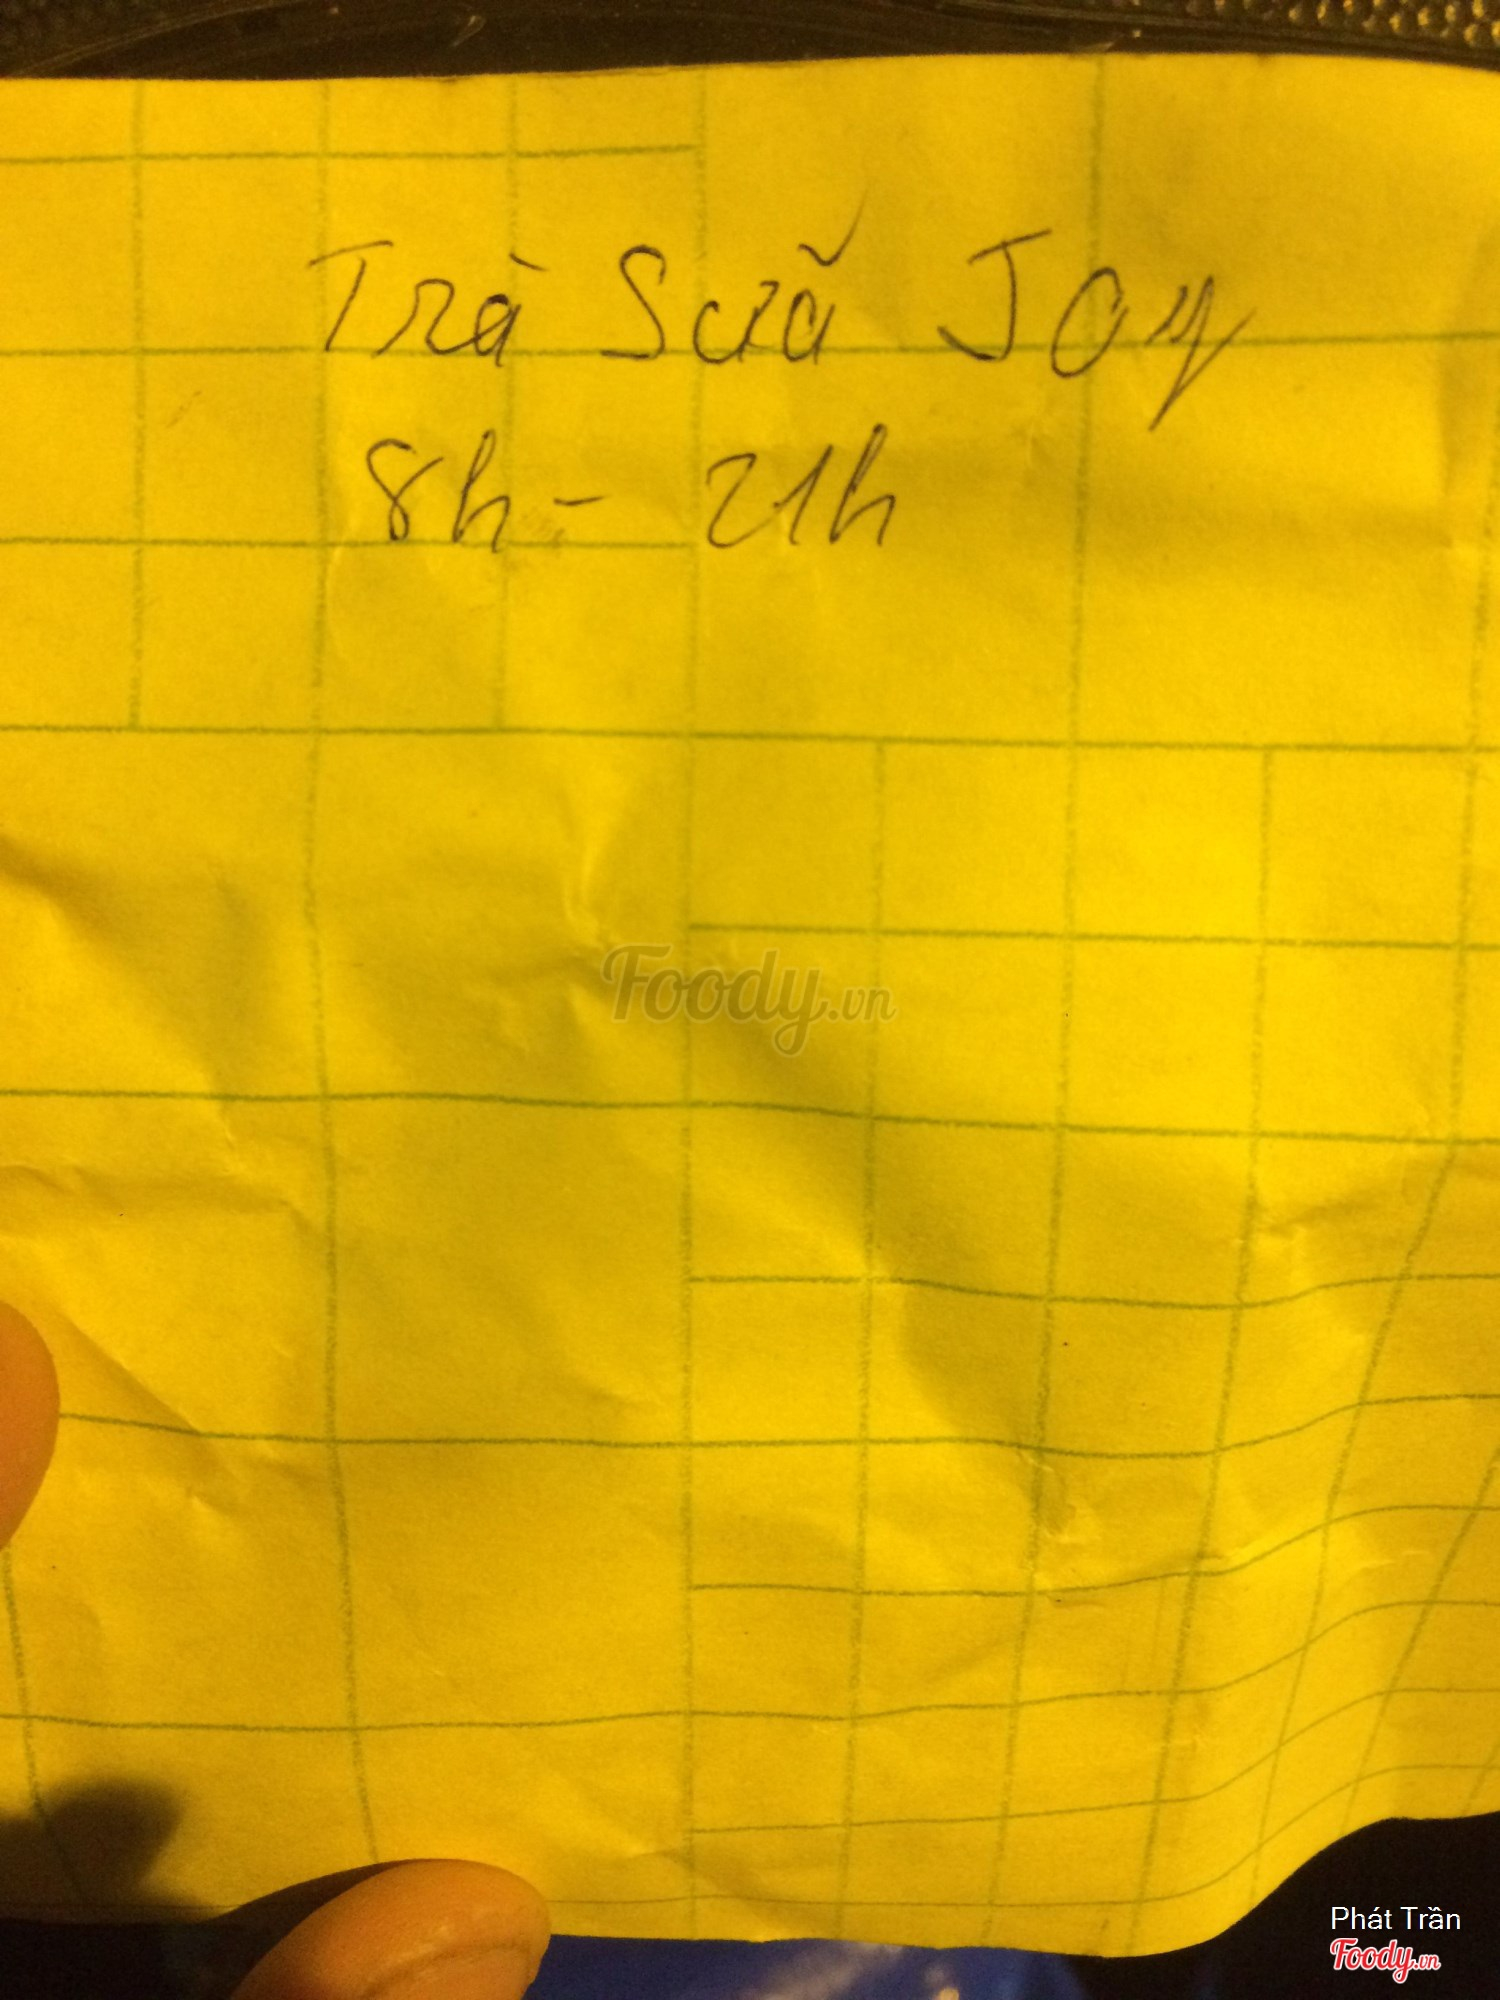 Trà Sữa Joy
8h - 21h
Foody.vn
Phát Trần
Foody.vn